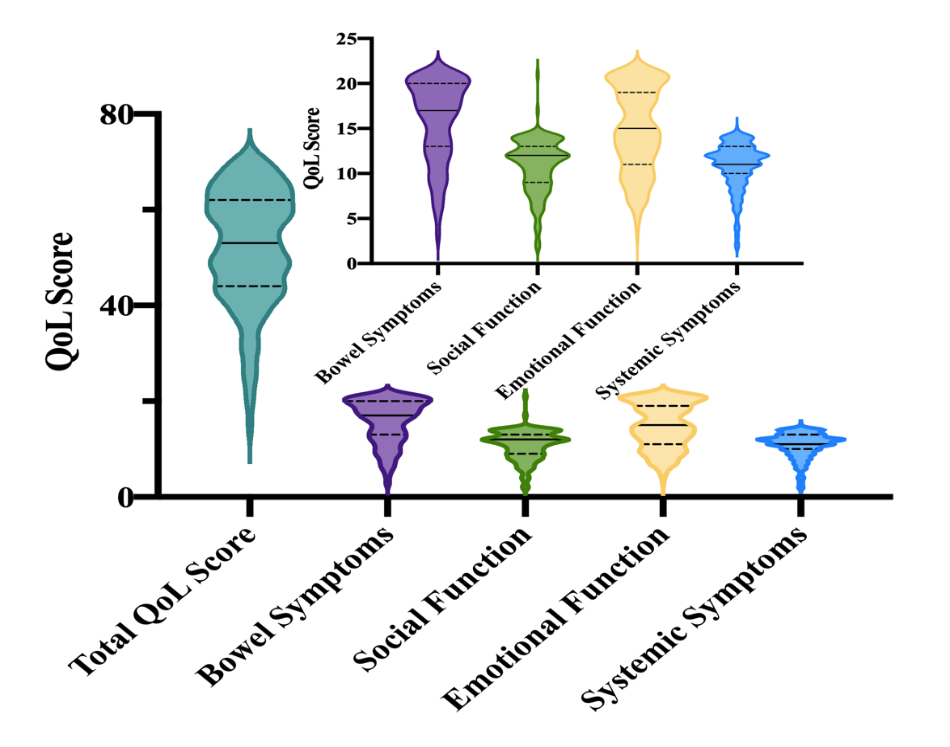 80
40
0
QoL Score
Total QoL Score
Bowel Symptoms
Social Function
Emotional Function
Systemic Symptoms
25
20
15
10
5
0
QoL Score
Bowel Symptoms
Social Function
Emotional Function
Systemic Symptoms